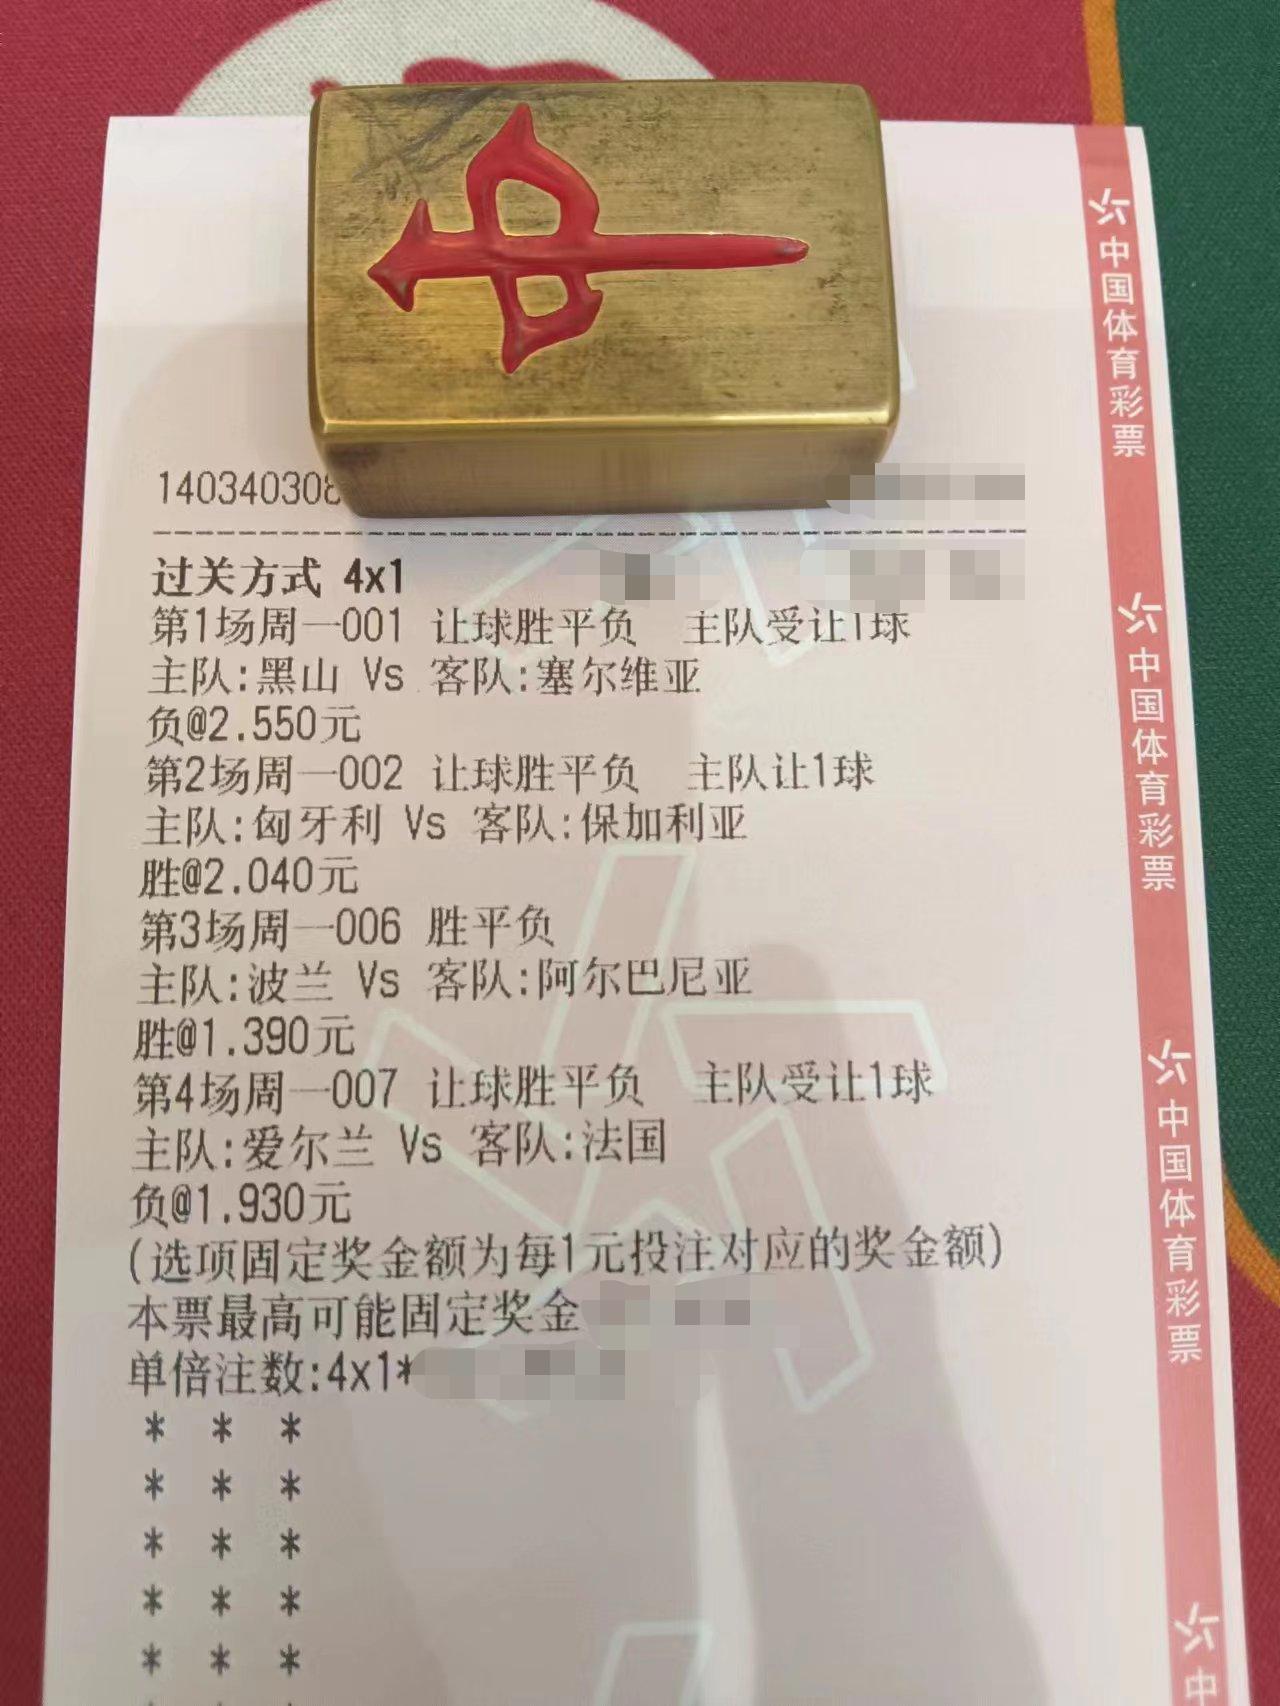 中
140340308
过关方式 4x1
第1场周一001 让球胜平负 主队受让1球
主队:黑山 Vs 客队:塞尔维亚
负@2.550元
第2场周一002 让球胜平负 主队让1球
主队:匈牙利 Vs 客队:保加利亚
胜@2.040元
第3场周一006 胜平负
主队:波兰 Vs 客队:阿尔巴尼亚
胜@1.390元
第4场周一007 让球胜平负 主队受让1球
主队:爱尔兰 Vs 客队:法国
负@1.930元
(选项固定奖金额为每1元投注对应的奖金额)
本票最高可能固定奖金
单倍注数:4x1*
* * *
* * *
* * *
* * *
* * *
中国体育彩票
中国体育彩票
中国体育彩票
中